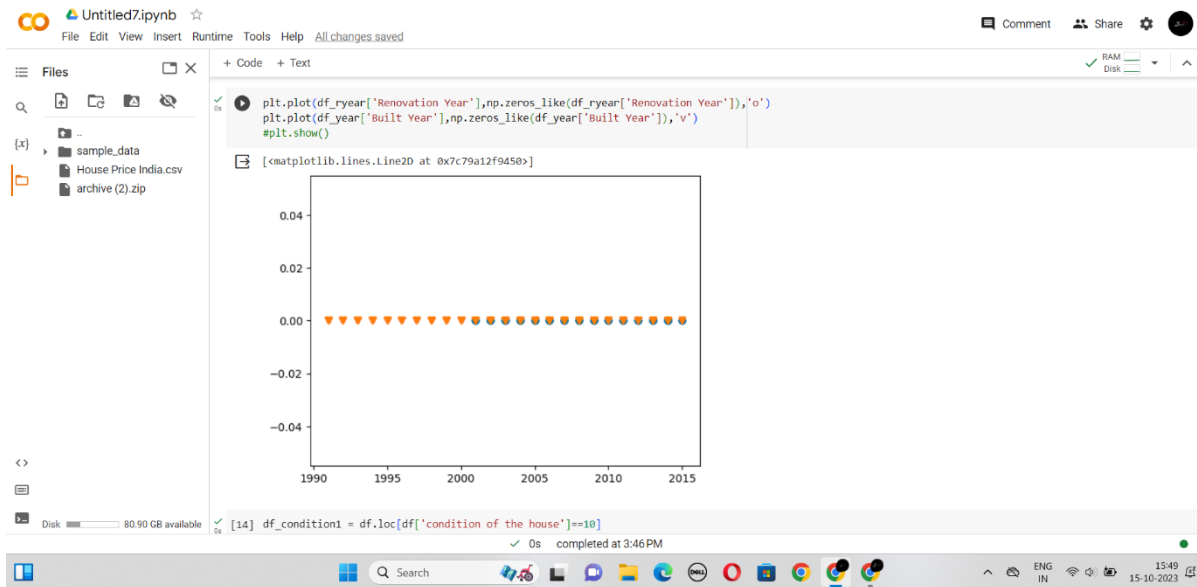 Untitled7.ipynb
File Edit View Insert Runtime Tools Help All changes saved
Comment Share
Files
+ Code + Text
RAM
Disk
..
sample_data
House Price India.csv
archive (2).zip
{x}
0s
plt.plot(df_ryear['Renovation Year'],np.zeros_like(df_ryear['Renovation Year']),'o')
plt.plot(df_year['Built Year'],np.zeros_like(df_year['Built Year']),'v')
#plt.show()
[<matplotlib.lines.Line2D at 0x7c79a12f9450>]
0.04
0.02
0.00
−0.02
−0.04
1990 1995 2000 2005 2010 2015
<>
Disk 80.90 GB available
0s
[14] df_condition1 = df.loc[df['condition of the house']==10]
0s completed at 3:46 PM
Search
DELL
ENG
IN
15:49
15-10-2023